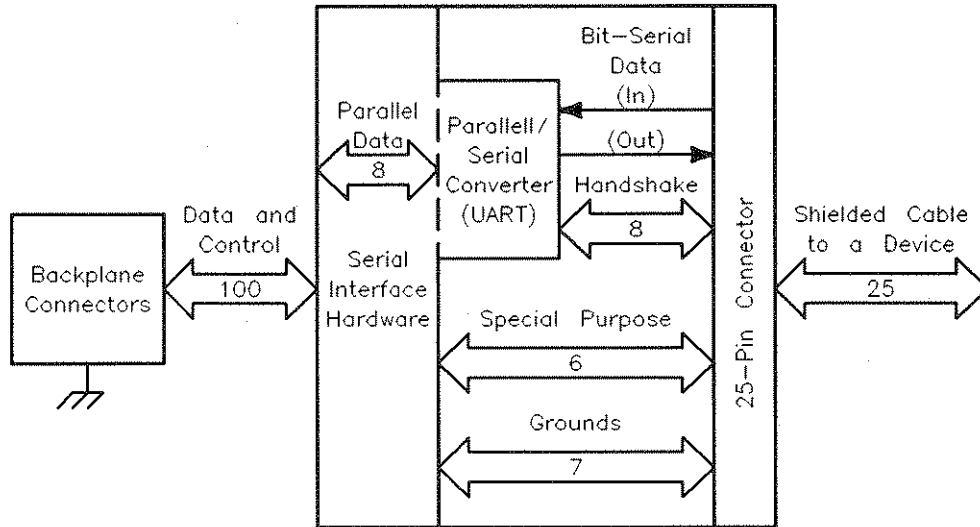 Backplane
Connectors
Data and
Control
100
Parallel
Data
8
Serial
Interface
Hardware
Parallell/
Serial
Converter
(UART)
Bit-Serial
Data
(In)
(Out)
Handshake
8
Special Purpose
6
Grounds
7
25-Pin Connector
Shielded Cable
to a Device
25